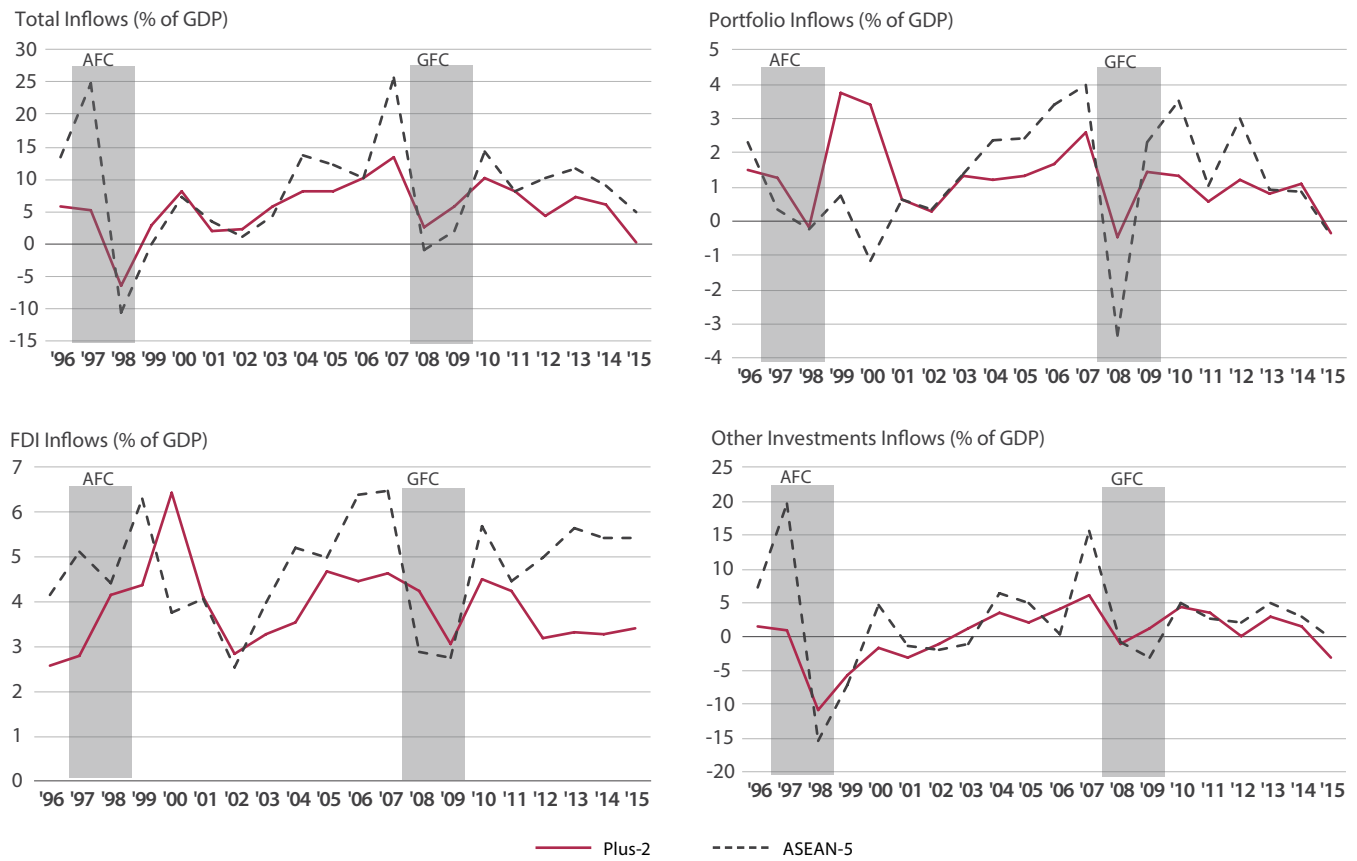 Total Inflows (% of GDP)
30
25
20
15
10
5
0
-5
-10
-15
AFC
GFC
'96 '97 '98 '99 '00 '01 '02 '03 '04 '05 '06 '07 '08 '09 '10 '11 '12 '13 '14 '15
Portfolio Inflows (% of GDP)
5
4
3
2
1
0
-1
-2
-3
-4
AFC
GFC
'96 '97 '98 '99 '00 '01 '02 '03 '04 '05 '06 '07 '08 '09 '10 '11 '12 '13 '14 '15
FDI Inflows (% of GDP)
7
6
5
4
3
2
1
0
AFC
GFC
'96 '97 '98 '99 '00 '01 '02 '03 '04 '05 '06 '07 '08 '09 '10 '11 '12 '13 '14 '15
Other Investments Inflows (% of GDP)
25
20
15
10
5
0
-5
-10
-15
-20
AFC
GFC
'96 '97 '98 '99 '00 '01 '02 '03 '04 '05 '06 '07 '08 '09 '10 '11 '12 '13 '14 '15
Plus-2
ASEAN-5